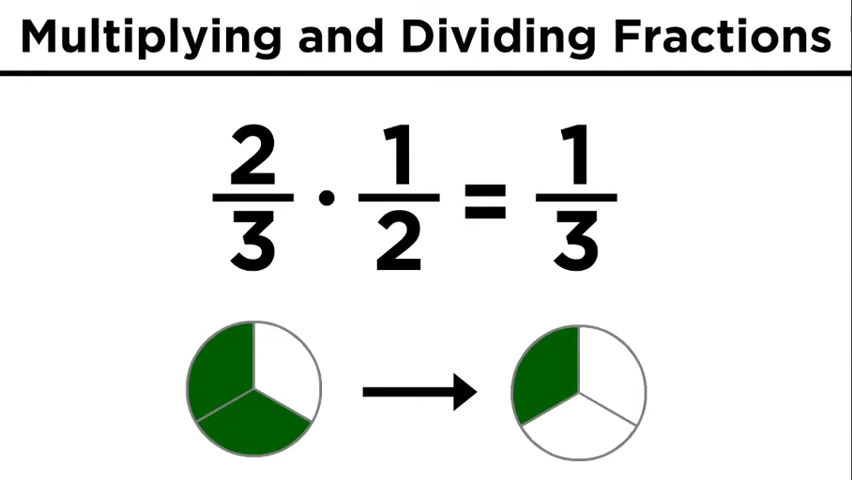 Multiplying and Dividing Fractions
2/3 · 1/2 = 1/3